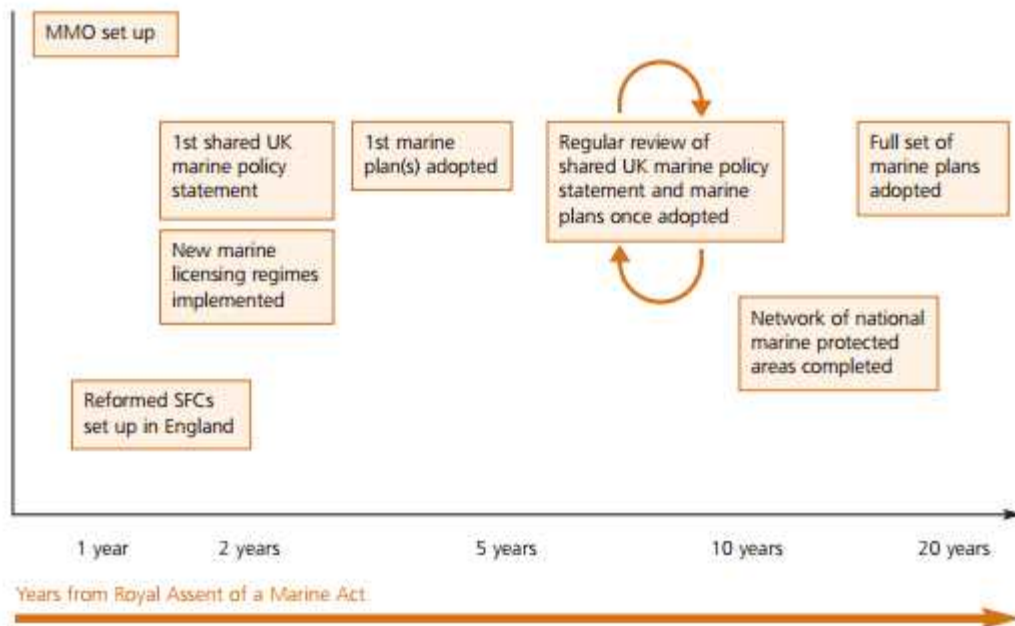 MMO set up
1st shared UK
marine policy
statement
1st marine
plan(s) adopted
Regular review of
shared UK marine policy
statement and marine
plans once adopted
Full set of
marine plans
adopted
New marine
licensing regimes
implemented
Network of national
marine protected
areas completed
Reformed SFCs
set up in England
1 year
2 years
5 years
10 years
20 years
Years from Royal Assent of a Marine Act